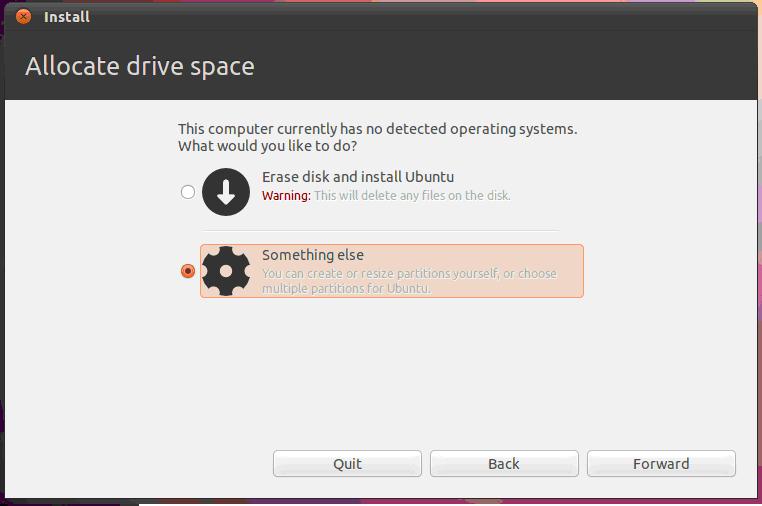 Install
Allocate drive space
This computer currently has no detected operating systems.
What would you like to do?
Erase disk and install Ubuntu
Warning: This will delete any files on the disk.
Something else
You can create or resize partitions yourself, or choose
multiple partitions for Ubuntu.
Quit
Back
Forward